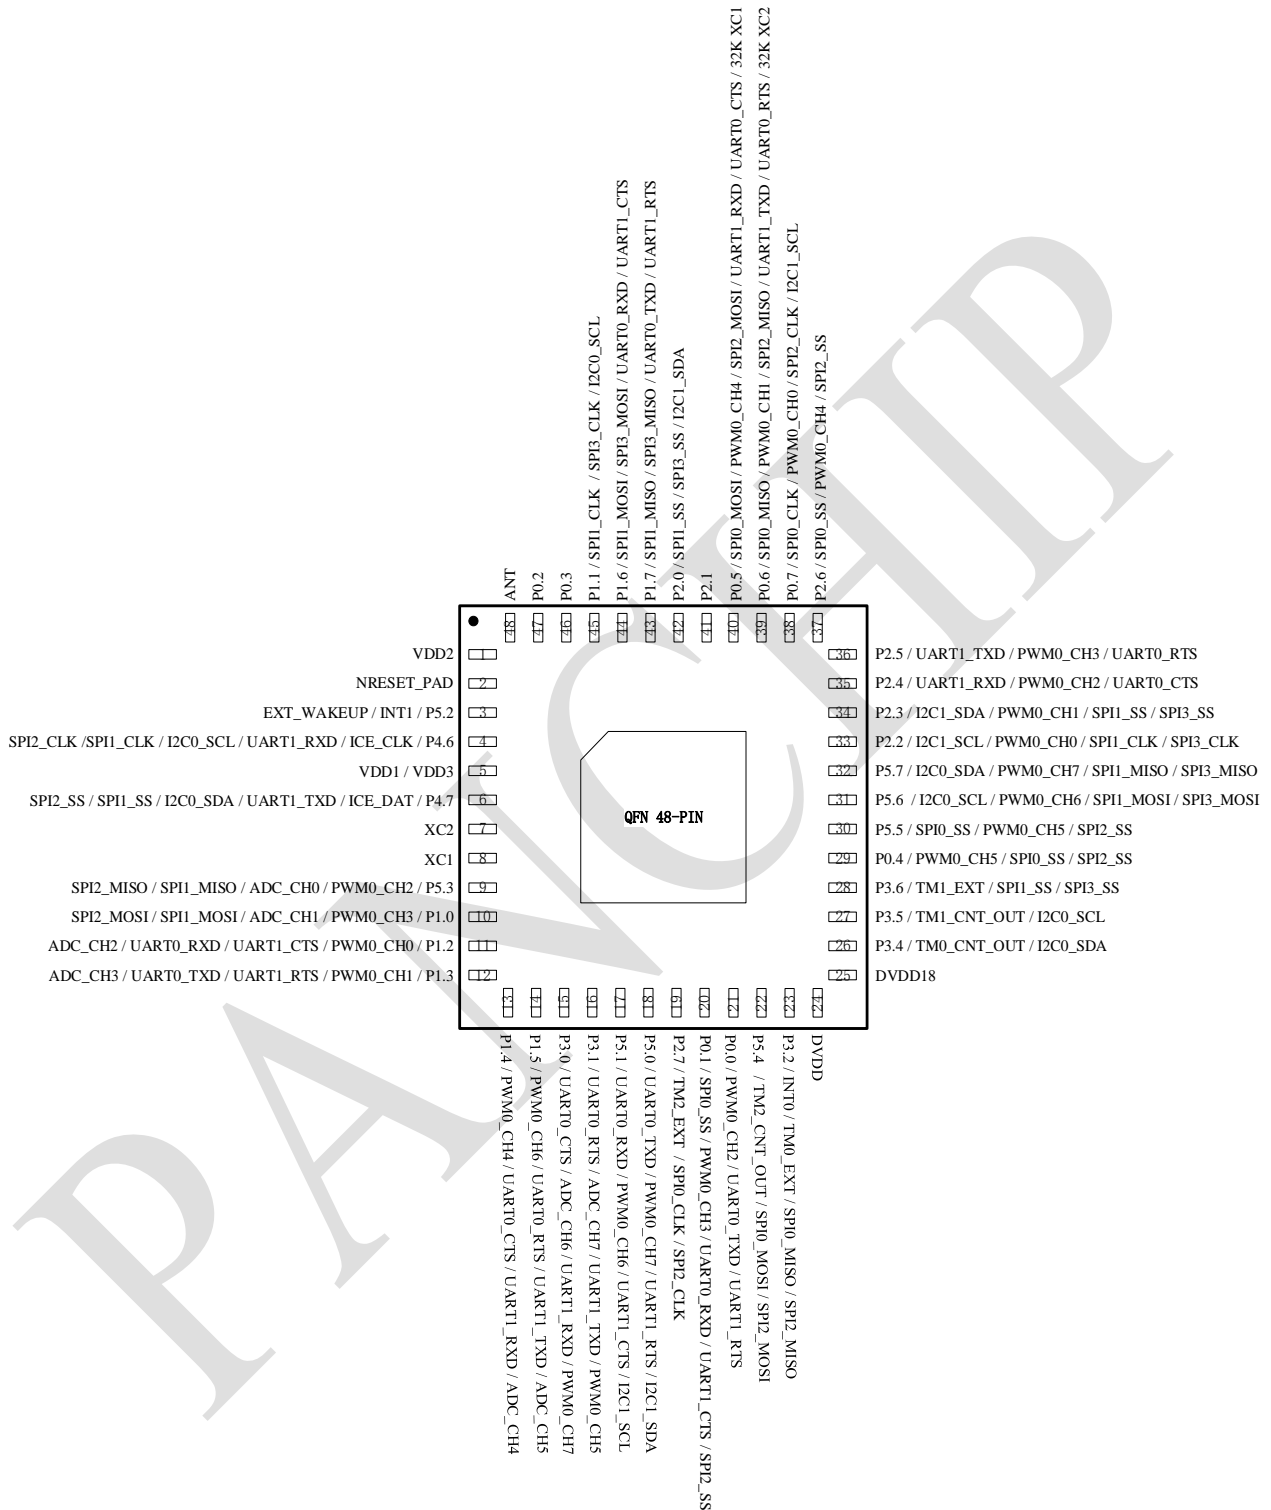 P1.1 / SPI1_CLK / SPI3_CLK / I2C0_SCL
P1.6 / SPI1_MOSI / SPI3_MOSI / UART0_RXD / UART1_CTS
P1.7 / SPI1_MISO / SPI3_MISO / UART0_TXD / UART1_RTS
P2.0 / SPI1_SS / SPI3_SS / I2C1_SDA
P0.5 / SPI0_MOSI / PWM0_CH4 / SPI2_MOSI / UART1_RXD / UART0_CTS / 32K XC1
P0.6 / SPI0_MISO / PWM0_CH1 / SPI2_MISO / UART1_TXD / UART0_RTS / 32K XC2
P0.7 / SPI0_CLK / PWM0_CH0 / SPI2_CLK / I2C1_SCL
P2.6 / SPI0_SS / PWM0_CH4 / SPI2_SS
ANT
P0.2
P0.3
P2.1
48
47
46
45
44
43
42
41
40
39
38
37
VDD2
1
NRESET_PAD
2
EXT_WAKEUP / INT1 / P5.2
3
SPI2_CLK /SPI1_CLK / I2C0_SCL / UART1_RXD / ICE_CLK / P4.6
4
VDD1 / VDD3
5
SPI2_SS / SPI1_SS / I2C0_SDA / UART1_TXD / ICE_DAT / P4.7
6
XC2
7
XC1
8
SPI2_MISO / SPI1_MISO / ADC_CH0 / PWM0_CH2 / P5.3
9
SPI2_MOSI / SPI1_MOSI / ADC_CH1 / PWM0_CH3 / P1.0
10
ADC_CH2 / UART0_RXD / UART1_CTS / PWM0_CH0 / P1.2
11
ADC_CH3 / UART0_TXD / UART1_RTS / PWM0_CH1 / P1.3
12
QFN 48-PIN
36
P2.5 / UART1_TXD / PWM0_CH3 / UART0_RTS
35
P2.4 / UART1_RXD / PWM0_CH2 / UART0_CTS
34
P2.3 / I2C1_SDA / PWM0_CH1 / SPI1_SS / SPI3_SS
33
P2.2 / I2C1_SCL / PWM0_CH0 / SPI1_CLK / SPI3_CLK
32
P5.7 / I2C0_SDA / PWM0_CH7 / SPI1_MISO / SPI3_MISO
31
P5.6 / I2C0_SCL / PWM0_CH6 / SPI1_MOSI / SPI3_MOSI
30
P5.5 / SPI0_SS / PWM0_CH5 / SPI2_SS
29
P0.4 / PWM0_CH5 / SPI0_SS / SPI2_SS
28
P3.6 / TM1_EXT / SPI1_SS / SPI3_SS
27
P3.5 / TM1_CNT_OUT / I2C0_SCL
26
P3.4 / TM0_CNT_OUT / I2C0_SDA
25
DVDD18
13
14
15
16
17
18
19
20
21
22
23
24
P1.4 / PWM0_CH4 / UART0_CTS / UART1_RXD / ADC_CH4
P1.5 / PWM0_CH6 / UART0_RTS / UART1_TXD / ADC_CH5
P3.0 / UART0_CTS / ADC_CH6 / UART1_RXD / PWM0_CH7
P3.1 / UART0_RTS / ADC_CH7 / UART1_TXD / PWM0_CH5
P5.1 / UART0_RXD / PWM0_CH6 / UART1_CTS / I2C1_SCL
P5.0 / UART0_TXD / PWM0_CH7 / UART1_RTS / I2C1_SDA
P2.7 / TM2_EXT / SPI0_CLK / SPI2_CLK
P0.1 / SPI0_SS / PWM0_CH3 / UART0_RXD / UART1_CTS / SPI2_SS
P0.0 / PWM0_CH2 / UART0_TXD / UART1_RTS
P5.4 / TM2_CNT_OUT / SPI0_MOSI / SPI2_MOSI
P3.2 / INT0 / TM0_EXT / SPI0_MISO / SPI2_MISO
DVDD
PANCHIP